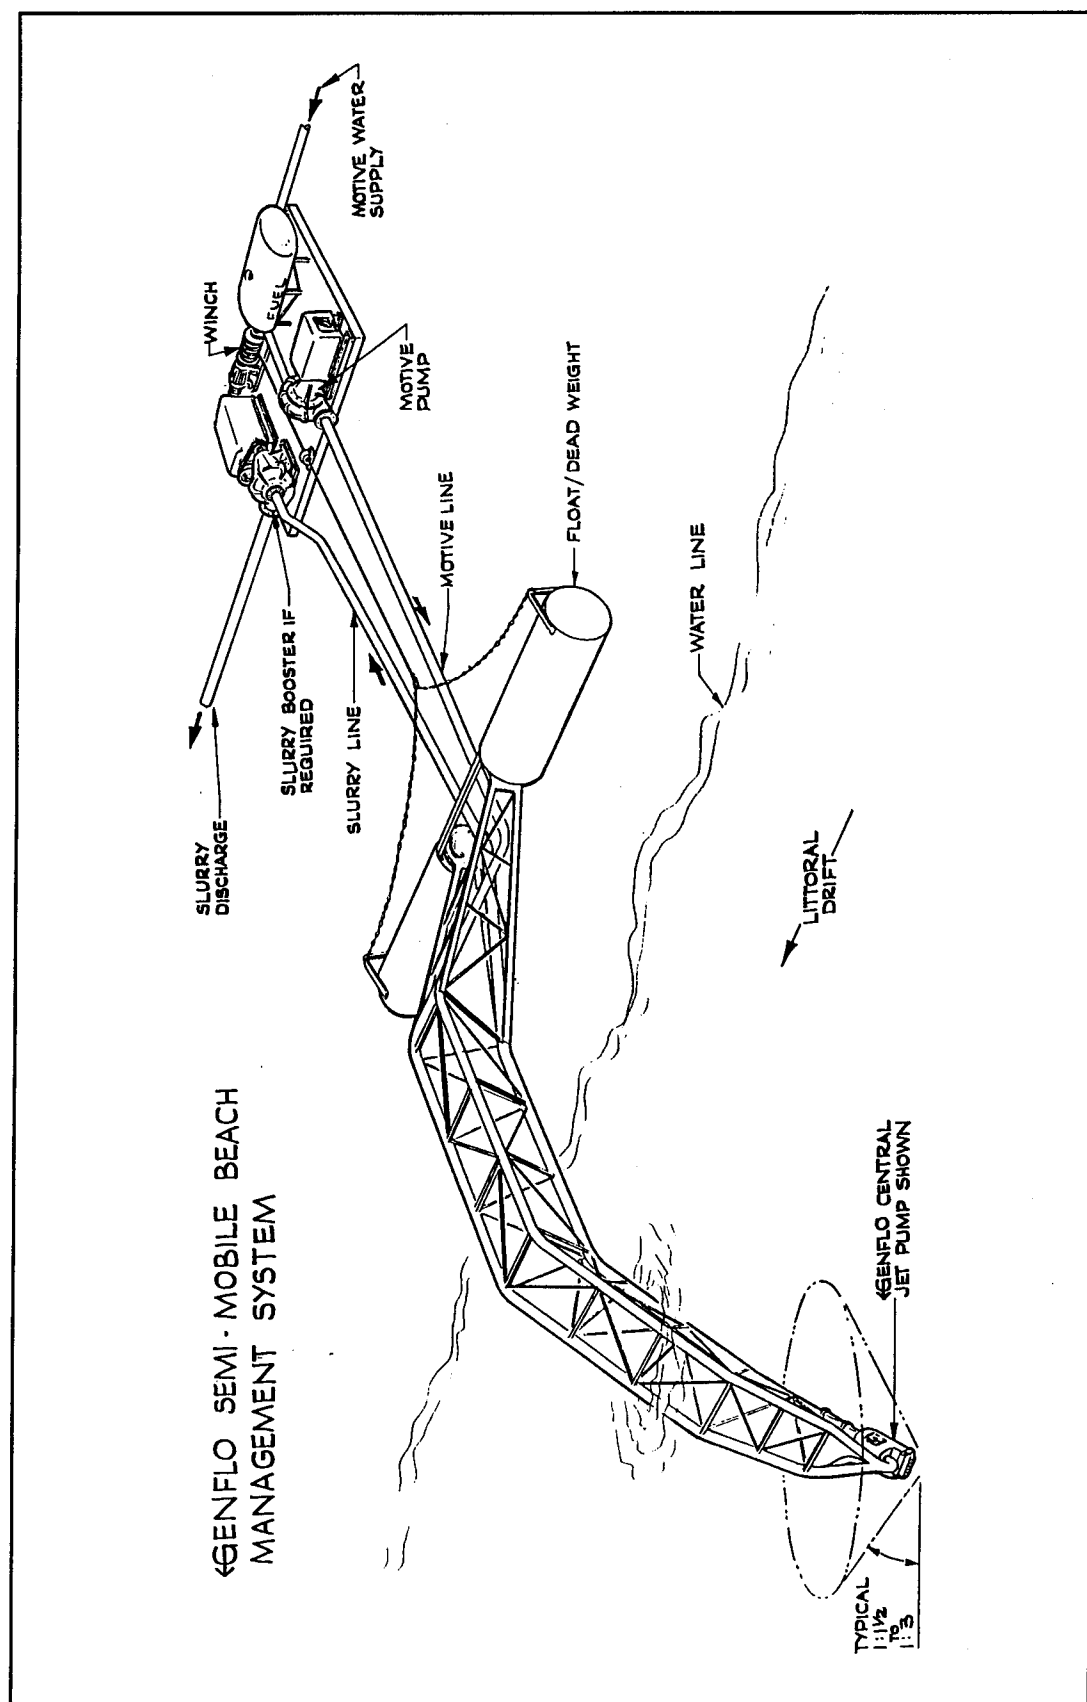 GENFLO SEMI-MOBILE BEACH
MANAGEMENT SYSTEM
SLURRY
DISCHARGE
SLURRY BOOSTER IF
REQUIRED
SLURRY LINE
WINCH
FUEL
MOTIVE WATER
SUPPLY
MOTIVE
PUMP
MOTIVE LINE
FLOAT/DEAD WEIGHT
WATER LINE
LITTORAL
DRIFT
GENFLO CENTRAL
JET PUMP SHOWN
TYPICAL
1:1½
TO
1:3